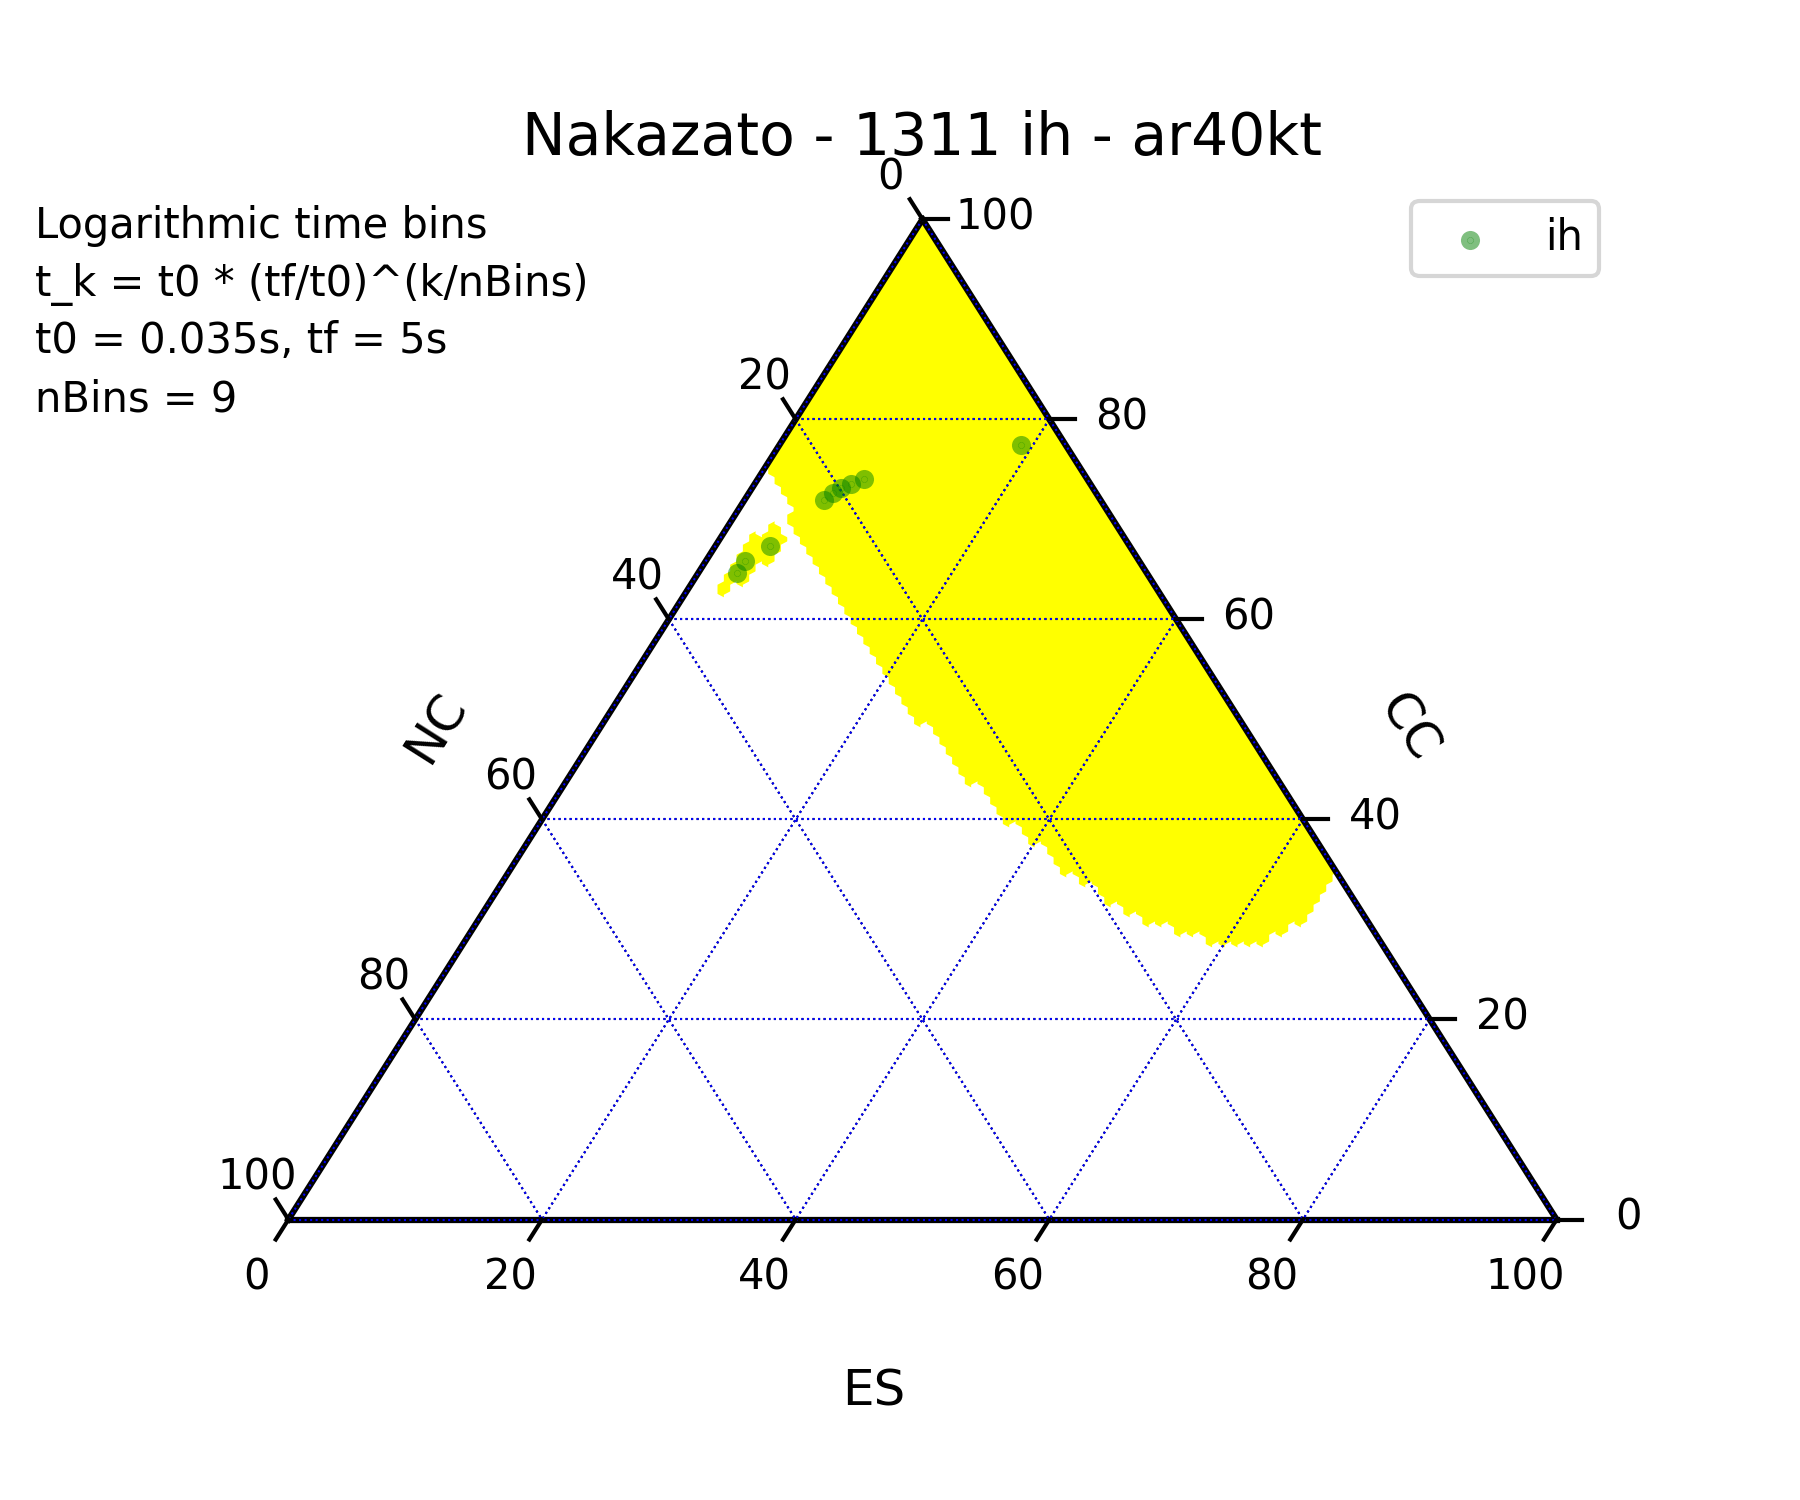 Nakazato - 1311 ih - ar40kt
Logarithmic time bins
t_k = t0 * (tf/t0)^(k/nBins)
t0 = 0.035s, tf = 5s
nBins = 9
ih
0
100
20
80
40
60
NC
CC
60
40
80
20
100
0
0
20
40
60
80
100
ES